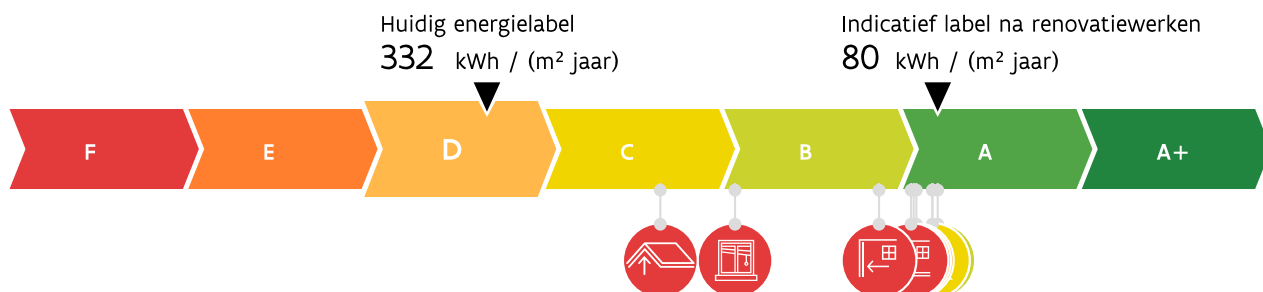 Huidig energielabel
332 kWh / (m² jaar)
Indicatief label na renovatiewerken
80 kWh / (m² jaar)
F
E
D
C
B
A
A+